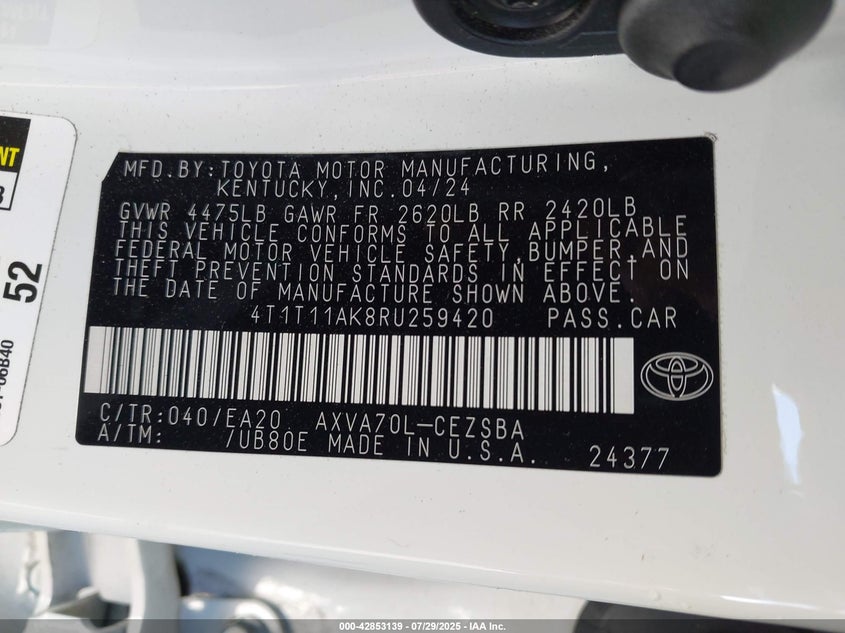 MFD.BY:TOYOTA MOTOR MANUFACTURING,
KENTUCKY,INC.04/24
GVWR 4475LB GAWR FR 2620LB RR 2420LB
THIS VEHICLE CONFORMS TO ALL APPLICABLE
FEDERAL MOTOR VEHICLE SAFETY,BUMPER,AND
THEFT PREVENTION STANDARDS IN EFFECT ON
THE DATE OF MANUFACTURE SHOWN ABOVE.
4T1T11AK8RU259420 PASS.CAR
C/TR:040/EA20 AXVA70L-CEZSBA
A/TM: /UB80E MADE IN U.S.A. 24377
52
06B40
000-42853139 - 07/29/2025 - IAA Inc.